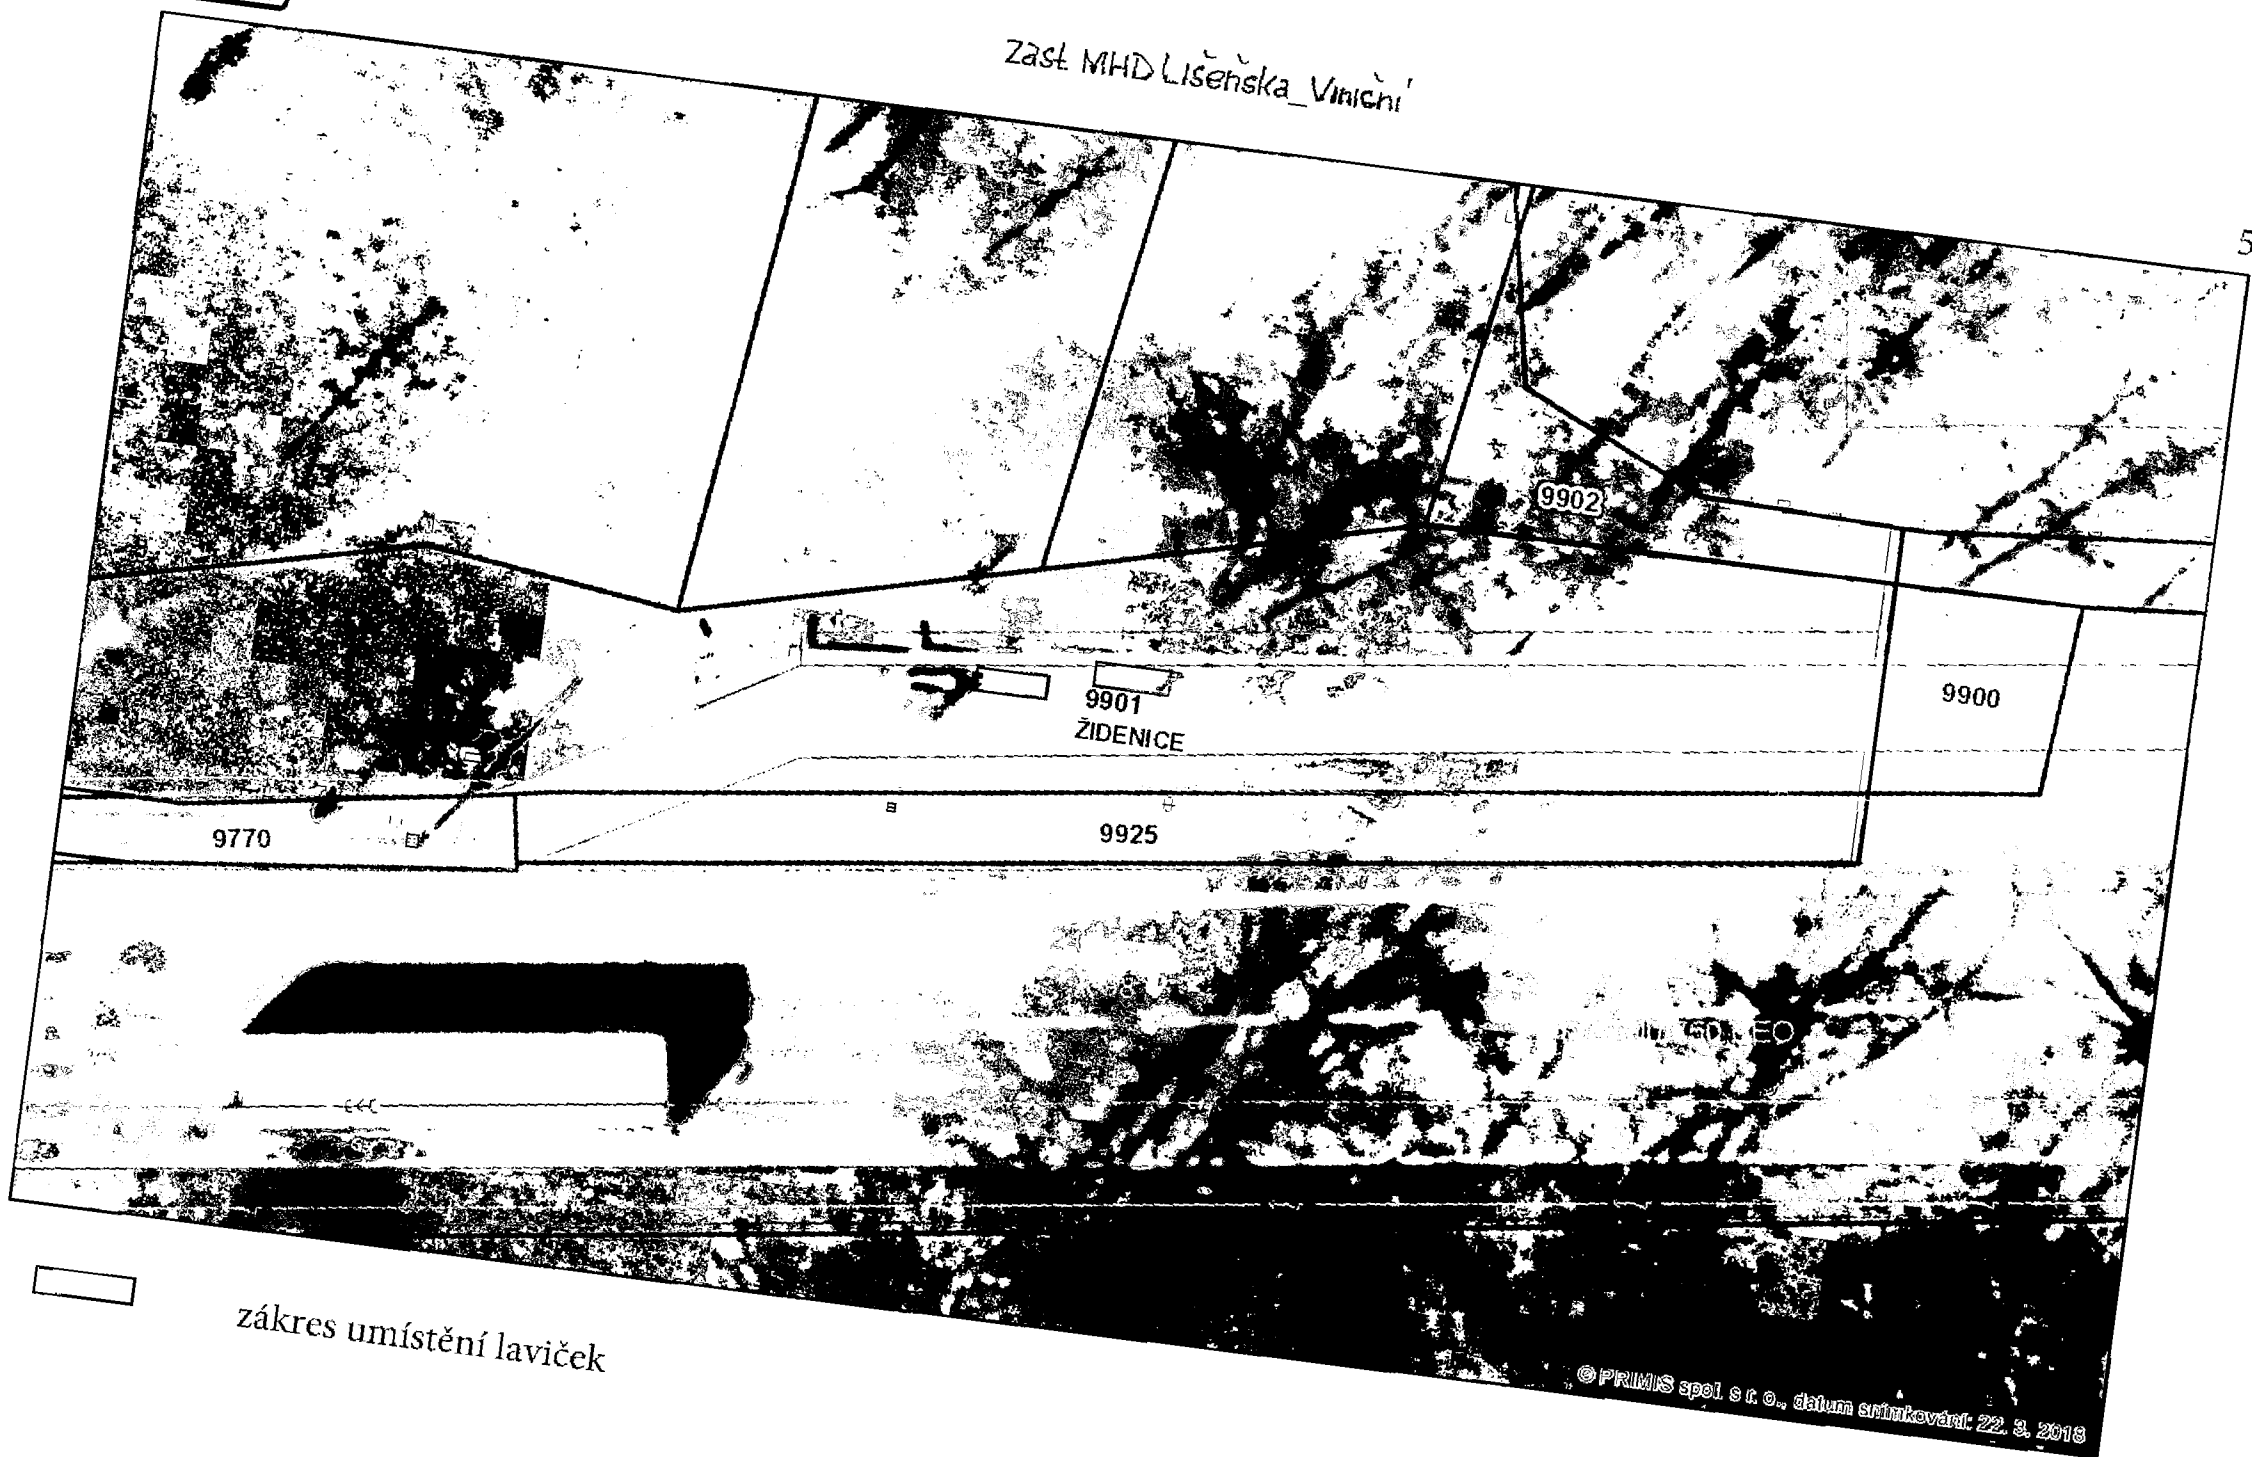 zast MHD Lišeňska_Viniční
5
9902
9900
9901
ŽIDENICE
9770
9925
zákres umístění laviček
© PRIMIS spol. s r. o., datum snímkování: 22. 3. 2018